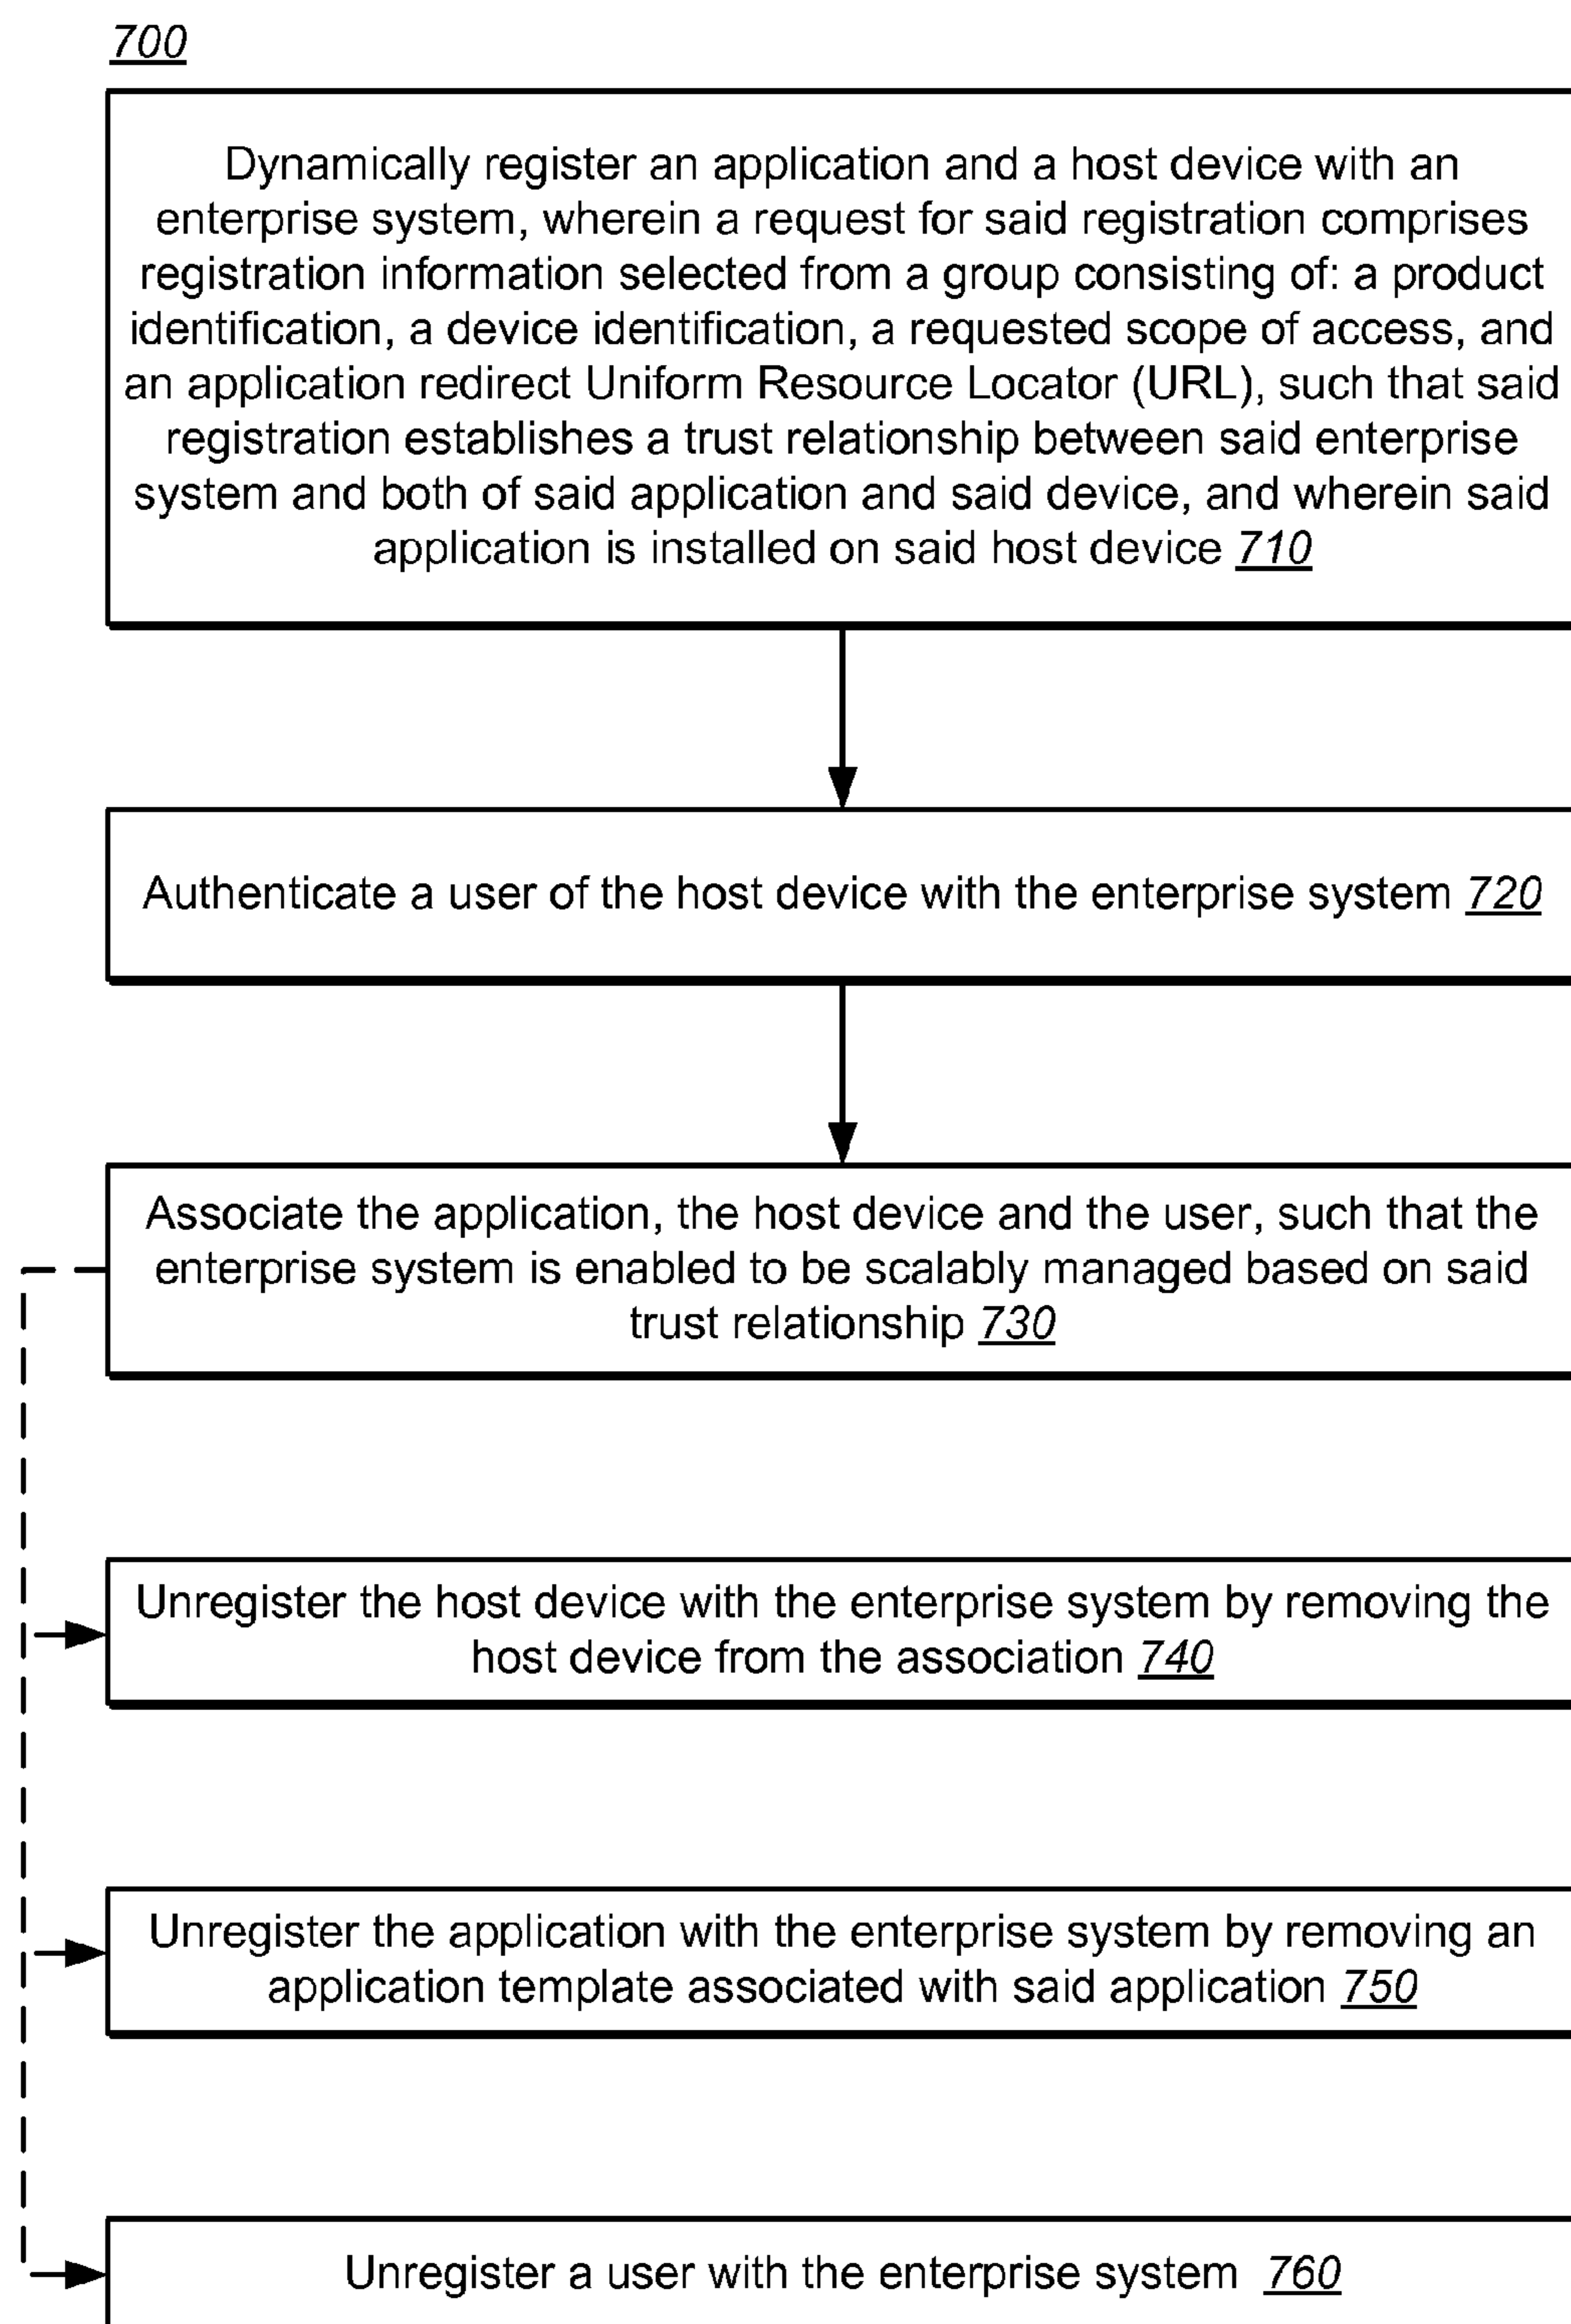 700
Dynamically register an application and a host device with an
enterprise system, wherein a request for said registration comprises
registration information selected from a group consisting of: a product
identification, a device identification, a requested scope of access, and
an application redirect Uniform Resource Locator (URL), such that said
registration establishes a trust relationship between said enterprise
system and both of said application and said device, and wherein said
application is installed on said host device 710
Authenticate a user of the host device with the enterprise system 720
Associate the application, the host device and the user, such that the
enterprise system is enabled to be scalably managed based on said
trust relationship 730
Unregister the host device with the enterprise system by removing the
host device from the association 740
Unregister the application with the enterprise system by removing an
application template associated with said application 750
Unregister a user with the enterprise system 760